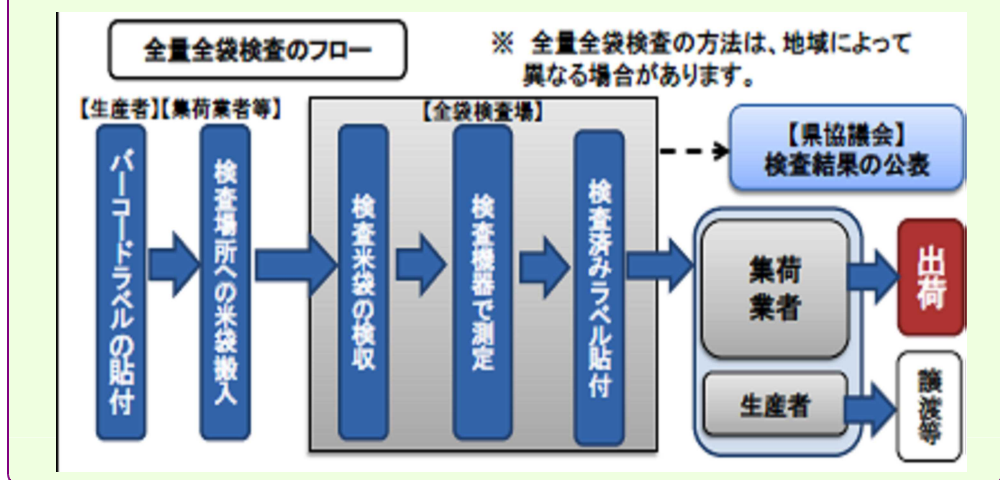 全量全袋検査のフロー
※ 全量全袋検査の方法は、地域によって
異なる場合があります。
【生産者】【集荷業者等】
【全袋検査場】
バーコードラベルの貼付
検査場所への米袋搬入
検査米袋の検収
検査機器で測定
検査済みラベル貼付
【県協議会】
検査結果の公表
集荷
業者
出荷
生産者
譲渡等